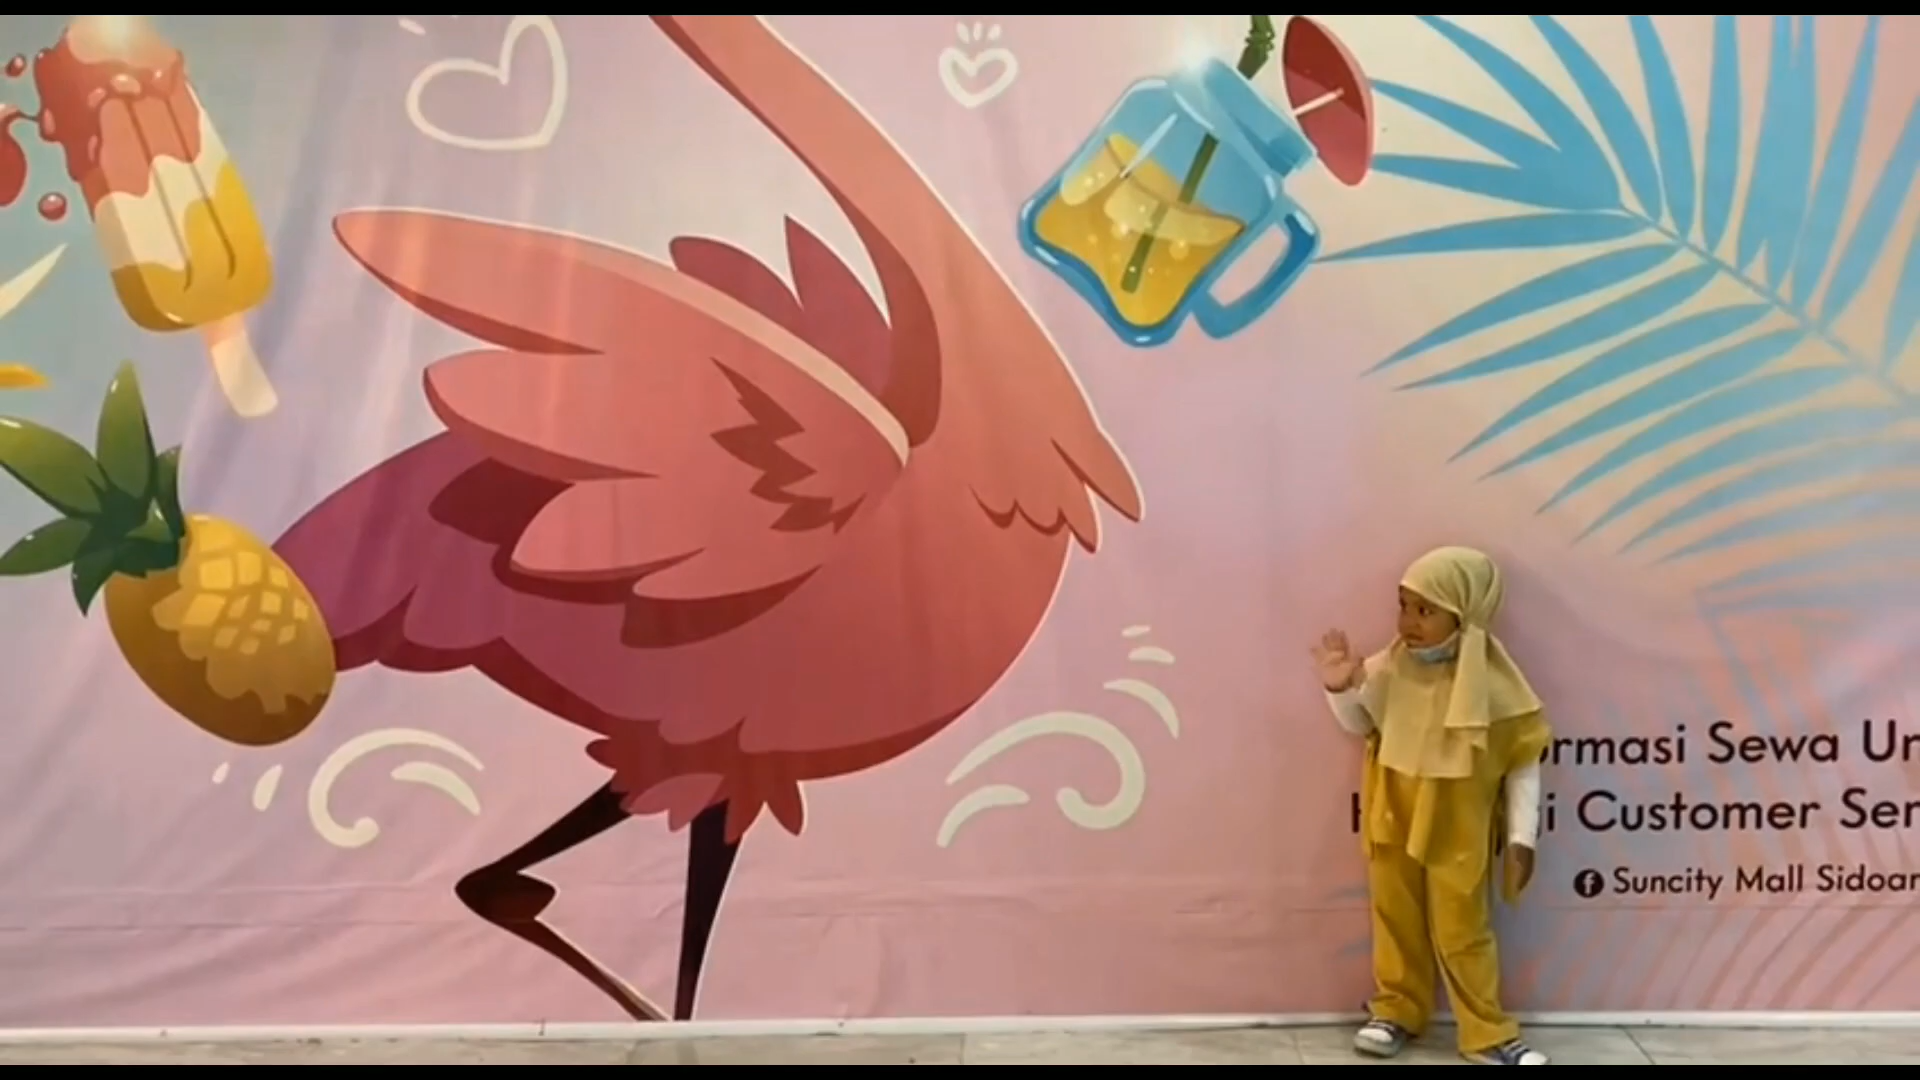 ormasi Sewa Un
i Customer Ser
Suncity Mall Sidoar